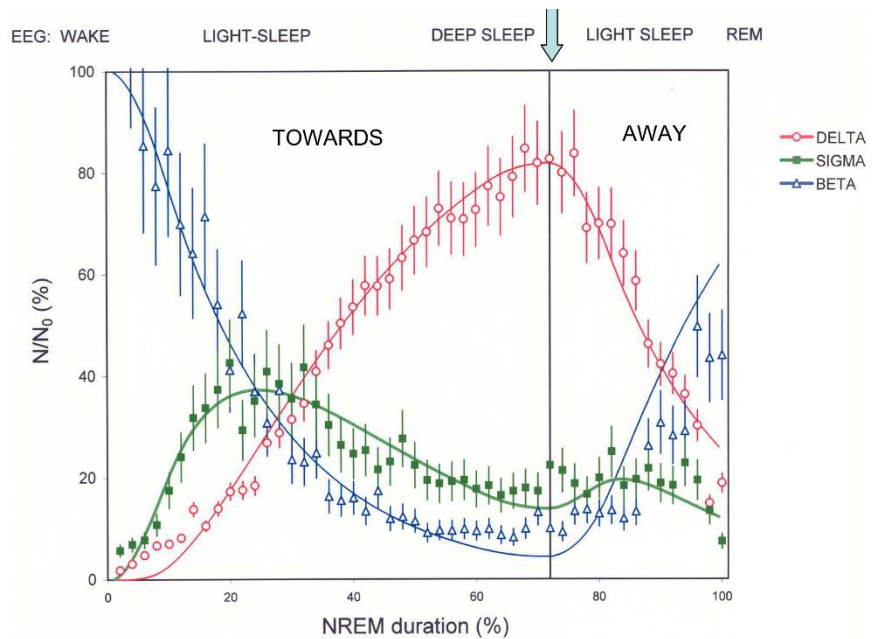 EEG: WAKE LIGHT-SLEEP DEEP SLEEP LIGHT SLEEP REM
TOWARDS AWAY
DELTA
SIGMA
BETA
100
80
60
40
20
0
N/N₀ (%)
0 20 40 60 80 100
NREM duration (%)